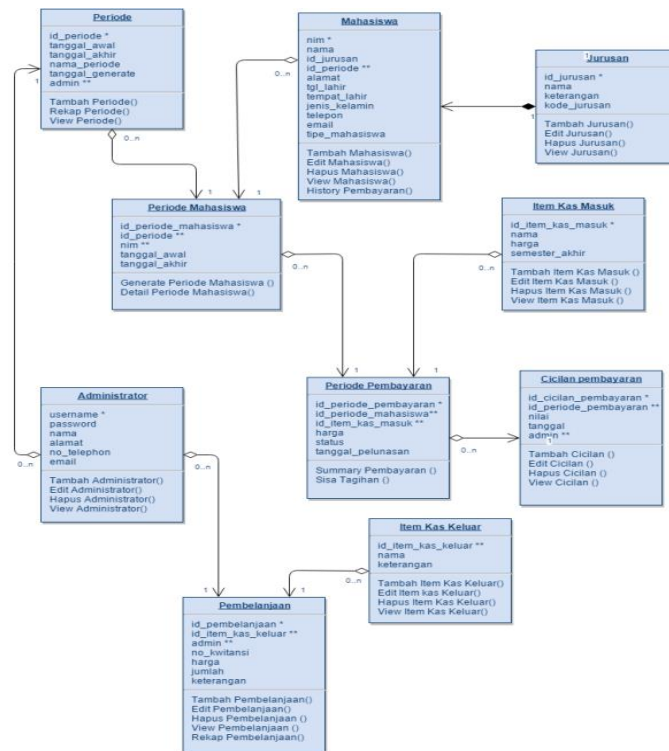 Periode
id_periode *
tanggal_awal
tanggal_akhir
nama_periode
tanggal_generate
admin **
Tambah Periode()
Rekap Periode()
View Periode()
1
0...n
Mahasiswa
nim *
nama
id_jurusan
id_periode **
alamat
tgl_lahir
tempat_lahir
jenis_kelamin
telepon
email
tipe_mahasiswa
Tambah Mahasiswa()
Edit Mahasiswa()
Hapus Mahasiswa()
View Mahasiswa()
History Pembayaran()
0...n
1
Jurusan
id_jurusan *
nama
keterangan
kode_jurusan
Tambah Jurusan()
Edit Jurusan()
Hapus Jurusan()
View Jurusan()
1
1
1
Periode Mahasiswa
id_periode_mahasiswa *
id_periode **
nim **
tanggal_awal
tanggal_akhir
Generate Periode Mahasiswa ()
Detail Periode Mahasiswa()
0...n
Item Kas Masuk
id_item_kas_masuk *
nama
harga
semester_akhir
Tambah Item Kas Masuk ()
Edit Item Kas Masuk ()
Hapus Item Kas Masuk ()
View Item Kas Masuk ()
0...n
1
1
Administrator
username *
password
nama
alamat
no_telephon
email
Tambah Administrator()
Edit Administrator()
Hapus Administrator()
View Administrator()
0...n
0...n
Periode Pembayaran
id_periode_pembayaran *
id_periode_mahasiswa**
id_item_kas_masuk **
harga
status
tanggal_pelunasan
Summary Pembayaran ()
Sisa Tagihan ()
0...n
Cicilan pembayaran
id_cicilan_pembayaran *
id_periode_pembayaran **
nilai
tanggal
admin **
1
Tambah Cicilan ()
Edit Cicilan ()
Hapus Cicilan ()
View Cicilan ()
Item Kas Keluar
id_item_kas_keluar **
nama
keterangan
Tambah Item Kas Keluar()
Edit Item kas Keluar()
Hapus Item Kas Keluar()
View Item Kas Keluar()
0...n
1
1
Pembelanjaan
id_pembelanjaan *
id_item_kas_keluar **
admin **
no_kwitansi
harga
jumlah
keterangan
Tambah Pembelanjaan()
Edit Pembelanjaan()
Hapus Pembelanjaan ()
View Pembelanjaan ()
Rekap Pembelanjaan()